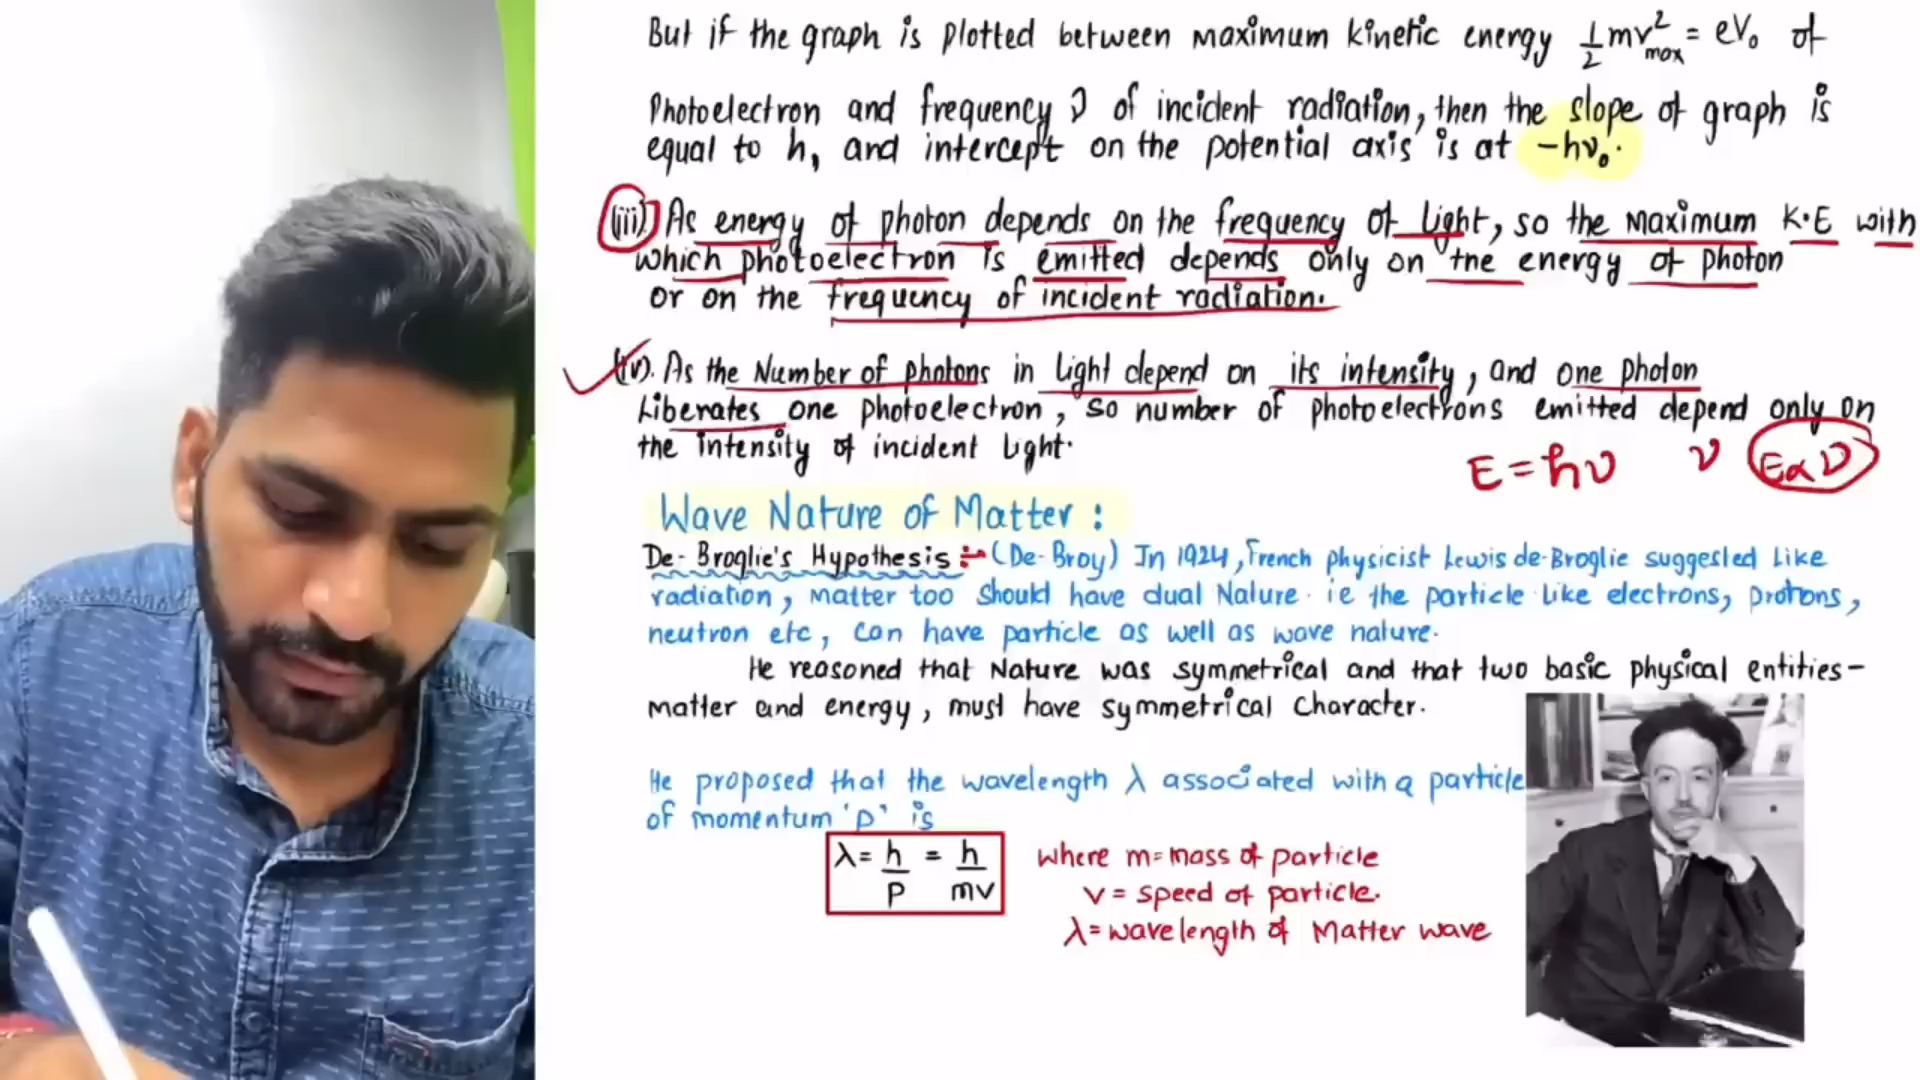 But if the graph is plotted between maximum kinetic energy 1/2 mv²max = eV₀ of
Photoelectron and frequency ν of incident radiation, then the slope of graph is
equal to h, and intercept on the potential axis is at -hν₀.
(iii) As energy of photon depends on the frequency of light, so the maximum K.E with
which photoelectron is emitted depends only on the energy of photon
or on the frequency of incident radiation.
(iv). As the Number of photons in light depend on its intensity, and one photon
Liberates one photoelectron, so number of photoelectrons emitted depend only on
the intensity of incident light.
E = hν ν E∝ν
Wave Nature of Matter :
De-Broglie's Hypothesis :- (De-Broy) In 1924, French physicist Lewis de-Broglie suggested like
radiation, matter too should have dual Nature. ie the particle like electrons, protons,
neutron etc, can have particle as well as wave nature.
He reasoned that Nature was symmetrical and that two basic physical entities-
matter and energy, must have symmetrical character.
He proposed that the wavelength λ associated with a particle
of momentum 'p' is
λ = h/p = h/mv
where m = mass of particle
v = speed of particle.
λ = wavelength of Matter wave